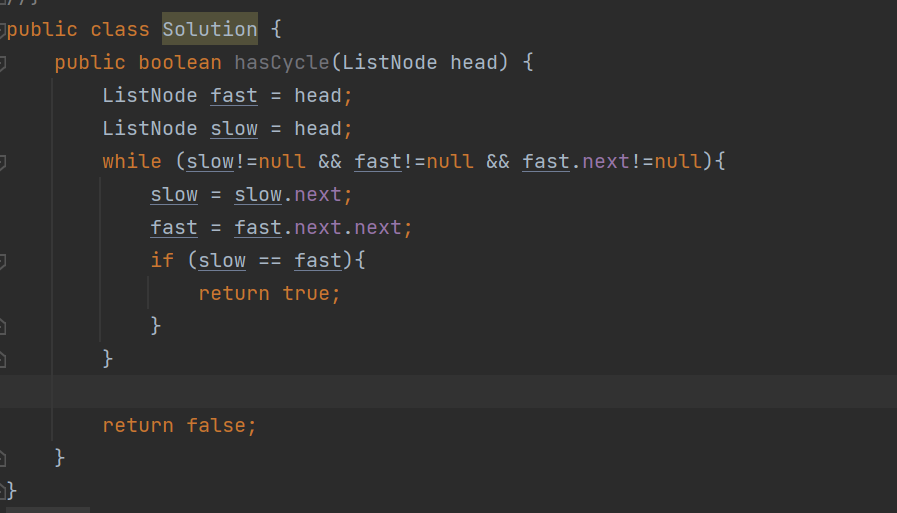 //}
public class Solution {
    public boolean hasCycle(ListNode head) {
        ListNode fast = head;
        ListNode slow = head;
        while (slow!=null && fast!=null && fast.next!=null){
            slow = slow.next;
            fast = fast.next.next;
            if (slow == fast){
                return true;
            }
        }
        return false;
    }
}